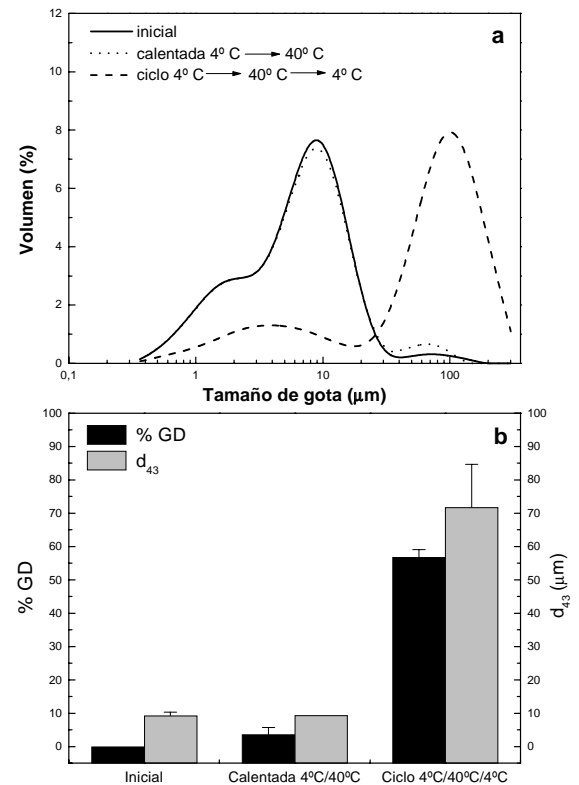 12
a
inicial
calentada 4º C → 40º C
ciclo 4º C → 40º C → 4º C
10
8
6
4
2
0
Volumen (%)
0,1 1 10 100
Tamaño de gota (µm)
100 100
% GD
b
d43
90 90
80 80
70 70
60 60
50 50
40 40
30 30
20 20
10 10
0 0
% GD
d43 (µm)
Inicial Calentada 4ºC/40ºC Ciclo 4ºC/40ºC/4ºC